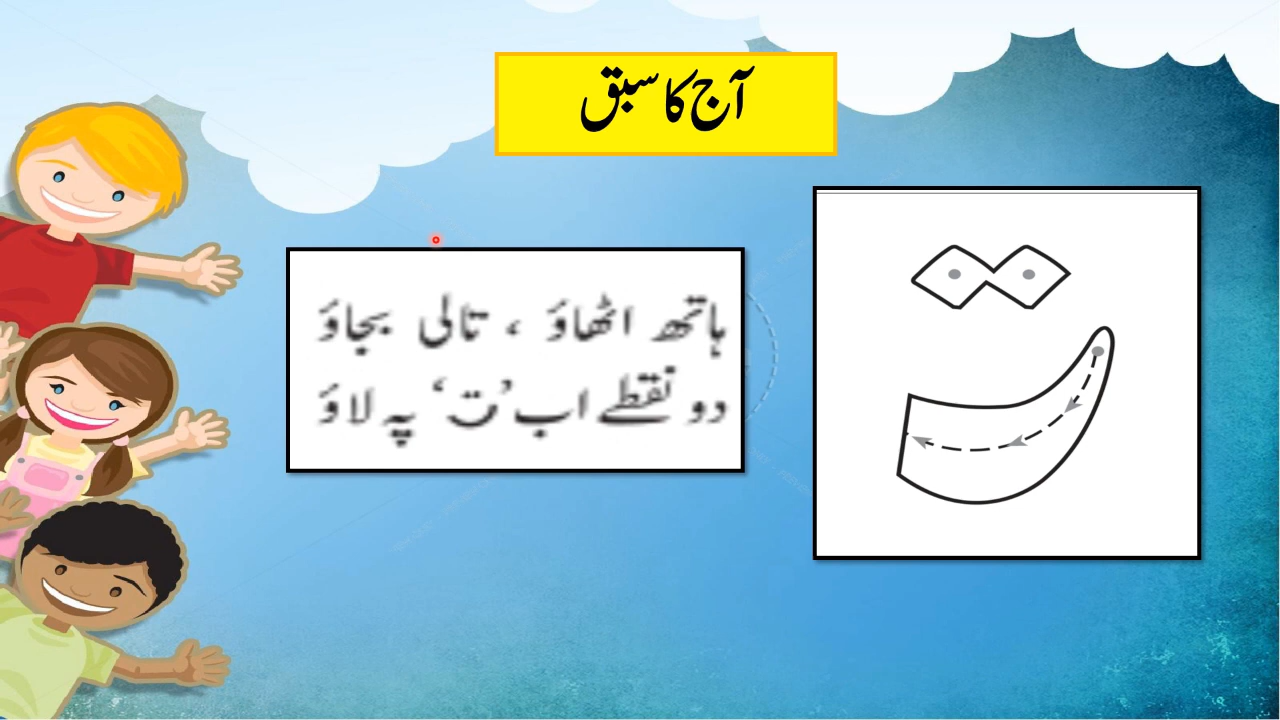 آج کا سبق
ہاتھ اٹھاؤ ، تالی بجاؤ
دو نقطے اب ’ت‘ پہ لاؤ